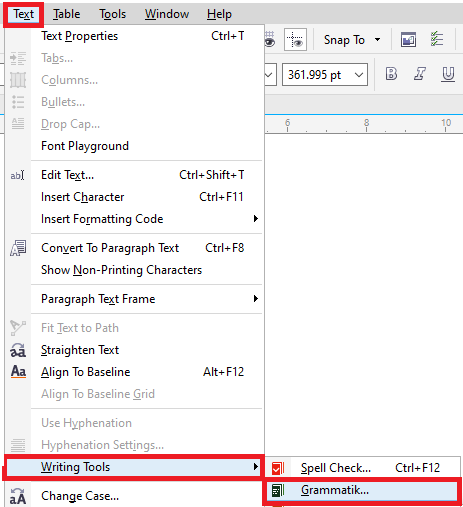 Text Table Tools Window Help
Text Properties Ctrl+T
Tabs...
Snap To
Columns...
361.995 pt B I U
Bullets...
Drop Cap...
6 8 10
Font Playground
Edit Text... Ctrl+Shift+T
Insert Character Ctrl+F11
Insert Formatting Code
Convert To Paragraph Text Ctrl+F8
Show Non-Printing Characters
Paragraph Text Frame
Fit Text to Path
Straighten Text
Align To Baseline Alt+F12
Align To Baseline Grid
Use Hyphenation
Hyphenation Settings...
Writing Tools Spell Check... Ctrl+F12
Grammatik...
Change Case...